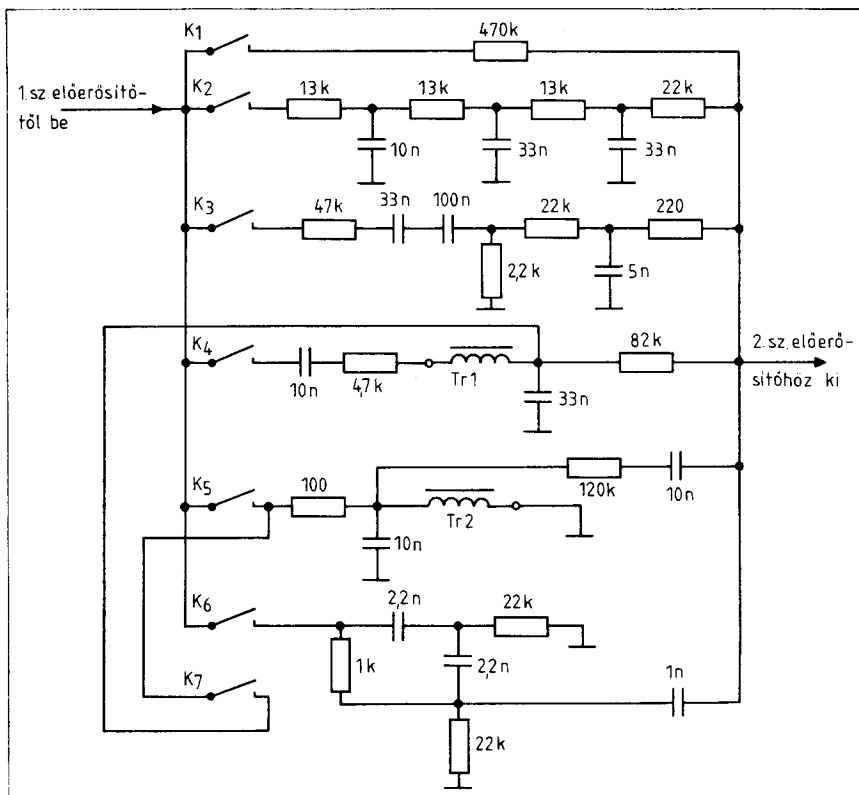 K1
470k
K2
1.sz előerősítő-
től be
13k
13k
13k
22k
10n
33n
33n
K3
47k
33n
100n
22k
220
2,2k
5n
K4
10n
4,7k
Tr1
82k
33n
2.sz.előerő-
sítőhöz ki
K5
100
120k
10n
Tr2
10n
K6
2,2n
22k
1k
2,2n
1n
K7
22k